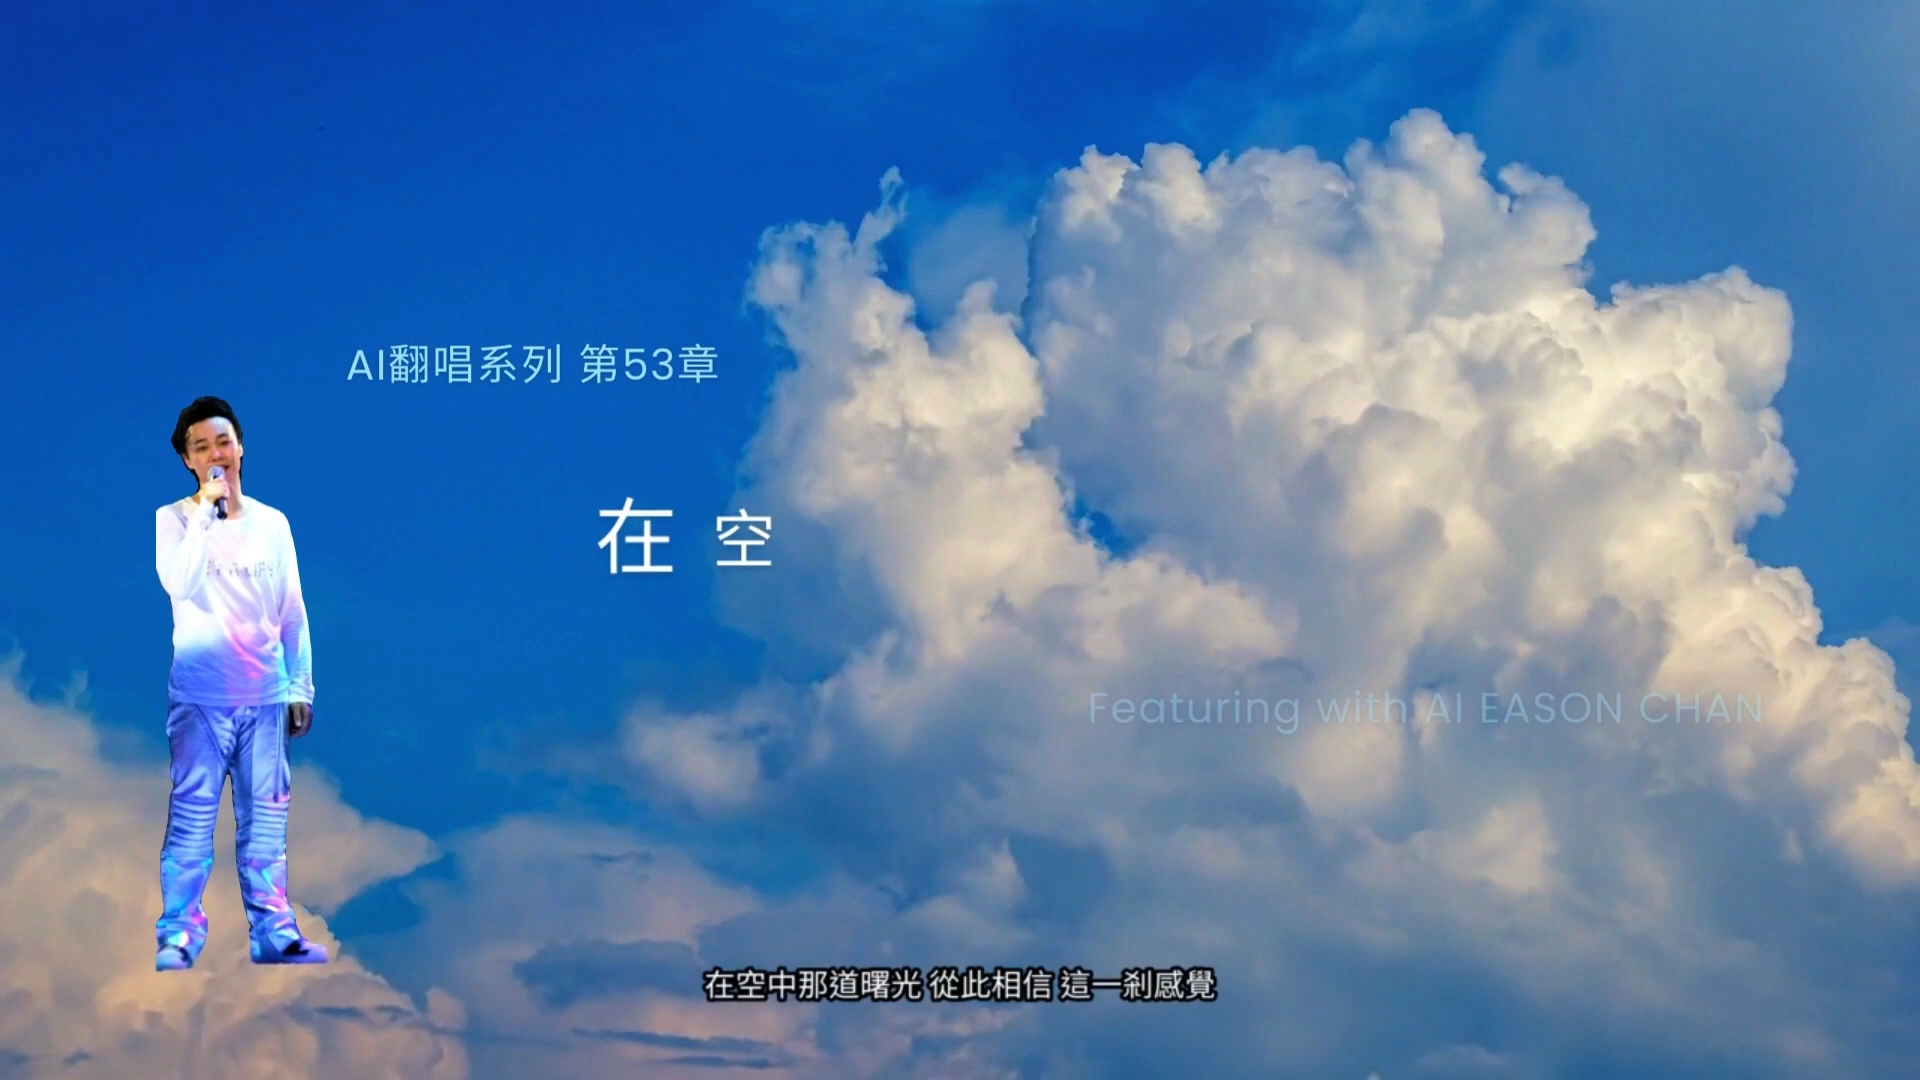 AI翻唱系列 第53章
在 空
Featuring with AI EASON CHAN
在空中那道曙光 從此相信 這一剎感覺